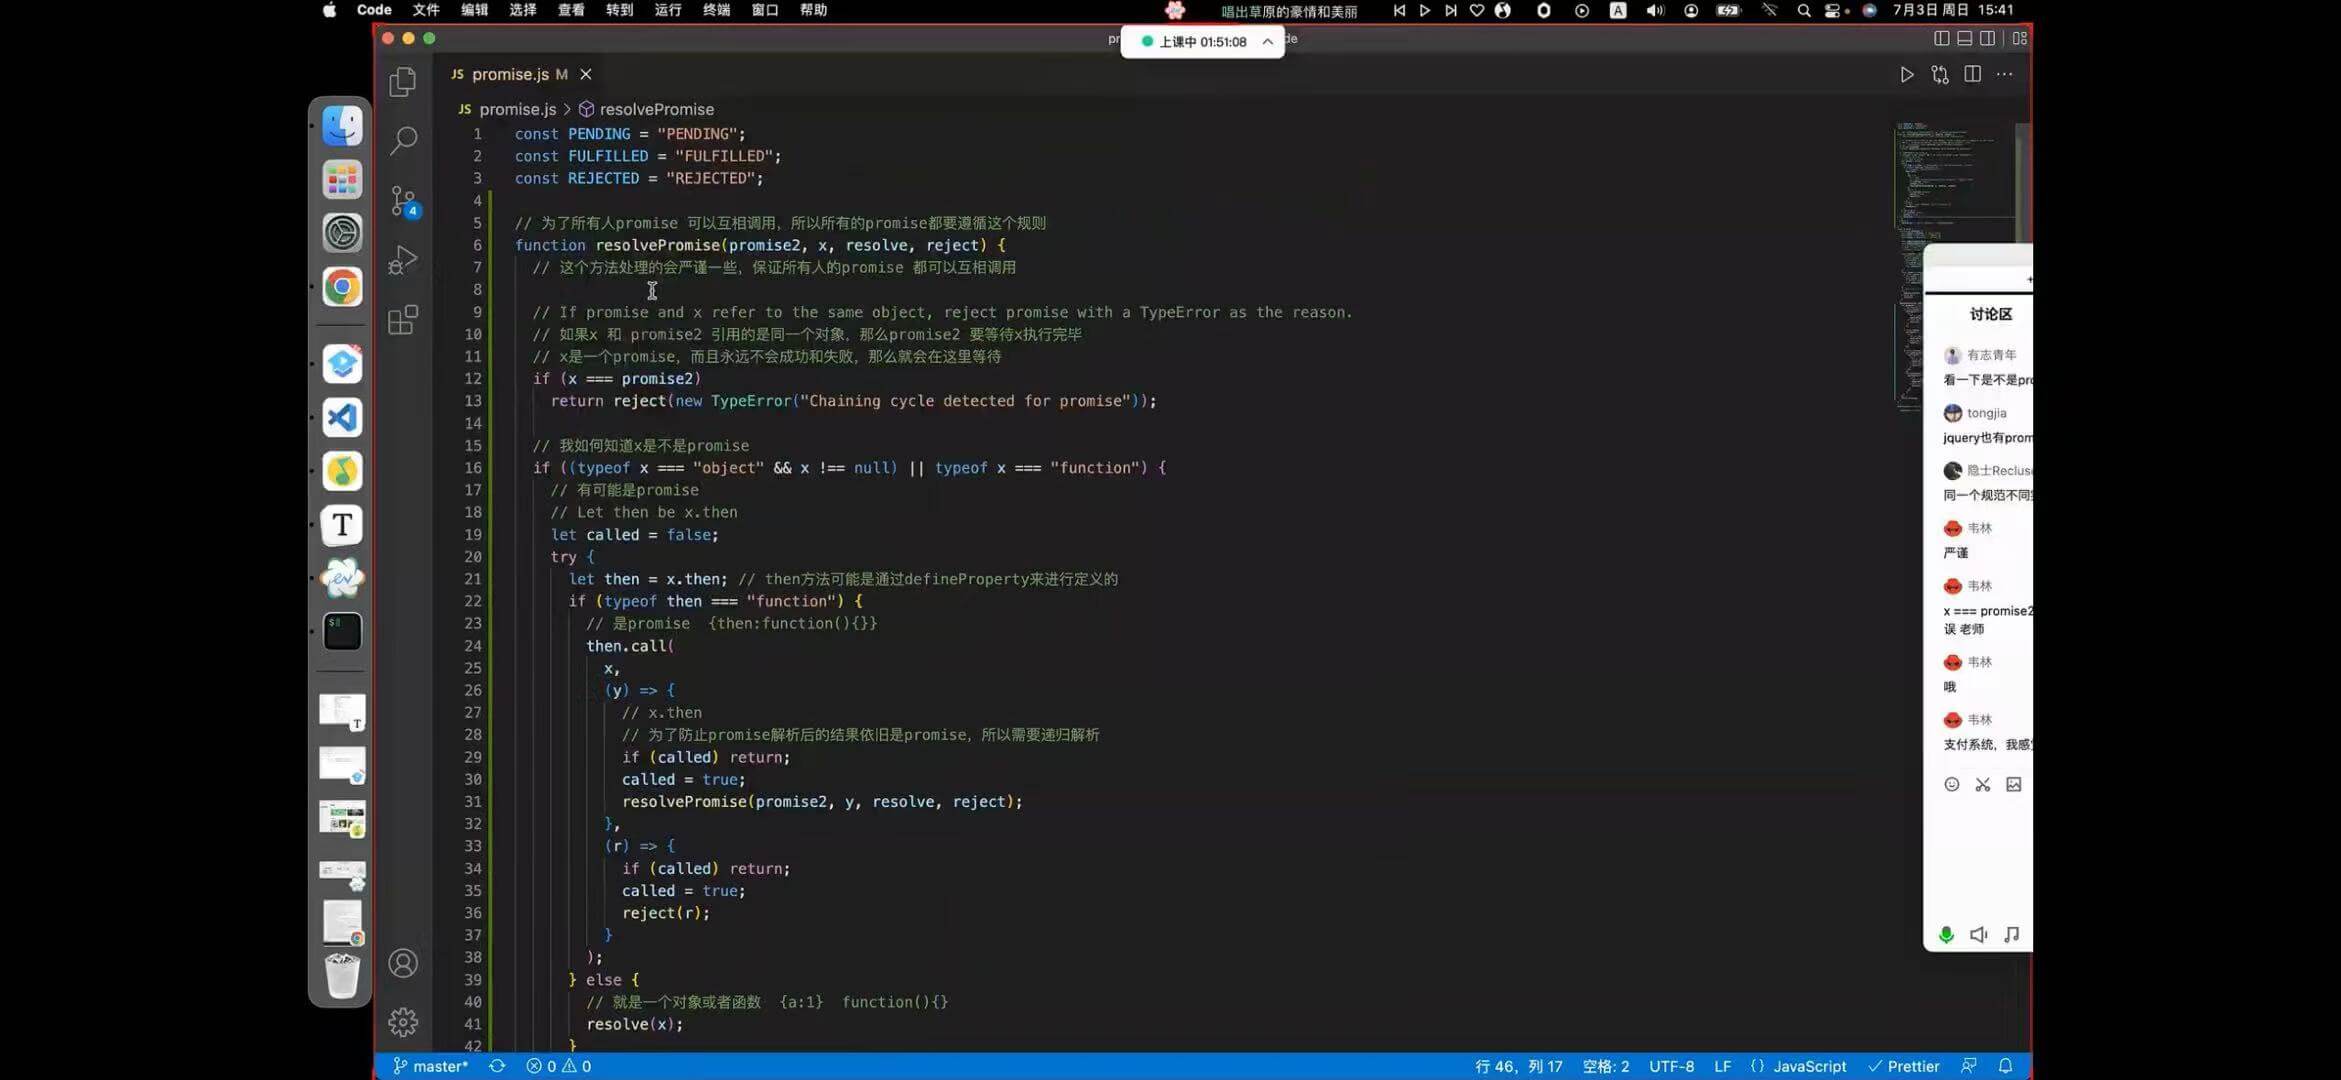 Code 文件 编辑 选择 查看 转到 运行 终端 窗口 帮助 唱出草原的豪情和美丽 A 7月3日 周日 15:41
上课中 01:51:08
JS promise.js M
JS promise.js > resolvePromise
1 const PENDING = "PENDING";
2 const FULFILLED = "FULFILLED";
3 const REJECTED = "REJECTED";
4
5 // 为了所有人promise 可以互相调用，所以所有的promise都要遵循这个规则
6 function resolvePromise(promise2, x, resolve, reject) {
7 // 这个方法处理的会严谨一些，保证所有人的promise 都可以互相调用
8
9 // If promise and x refer to the same object, reject promise with a TypeError as the reason.
10 // 如果x 和 promise2 引用的是同一个对象，那么promise2 要等待x执行完毕
11 // x是一个promise，而且永远不会成功和失败，那么就会在这里等待
12 if (x === promise2)
13 return reject(new TypeError("Chaining cycle detected for promise"));
14
15 // 我如何知道x是不是promise
16 if ((typeof x === "object" && x !== null) || typeof x === "function") {
17 // 有可能是promise
18 // Let then be x.then
19 let called = false;
20 try {
21 let then = x.then; // then方法可能是通过defineProperty来进行定义的
22 if (typeof then === "function") {
23 // 是promise {then:function(){}}
24 then.call(
25 x,
26 (y) => {
27 // x.then
28 // 为了防止promise解析后的结果依旧是promise，所以需要递归解析
29 if (called) return;
30 called = true;
31 resolvePromise(promise2, y, resolve, reject);
32 },
33 (r) => {
34 if (called) return;
35 called = true;
36 reject(r);
37 }
38 );
39 } else {
40 // 就是一个对象或者函数 {a:1} function(){}
41 resolve(x);
42 }
4
讨论区
有志青年
看一下是不是pro
tongjia
jquery也有prom
隐士Recluse
同一个规范不同
韦林
严谨
韦林
x === promise2
误 老师
韦林
哦
韦林
支付系统，我感
master* 0 0 行 46，列 17 空格: 2 UTF-8 LF {} JavaScript Prettier